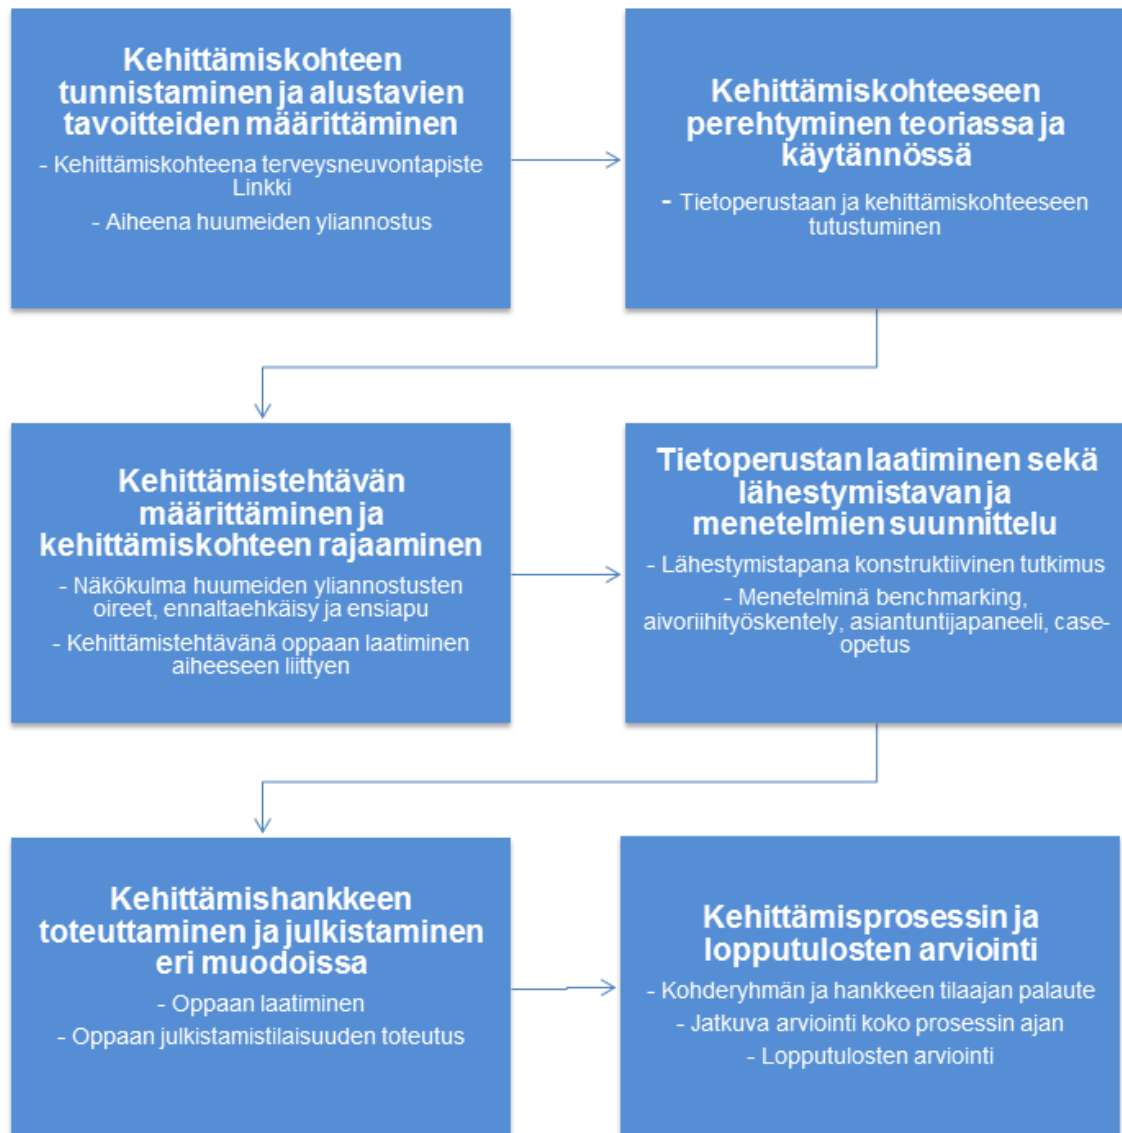 Kehittämiskohteen
tunnistaminen ja alustavien
tavoitteiden määrittäminen
- Kehittämiskohteena terveysneuvontapiste
Linkki
- Aiheena huumeiden yliannostus
Kehittämiskohteeseen
perehtyminen teoriassa ja
käytännössä
- Tietoperustaan ja kehittämiskohteeseen
tutustuminen
Kehittämistehtävän
määrittäminen ja
kehittämiskohteen rajaaminen
- Näkökulma huumeiden yliannostusten
oireet, ennaltaehkäisy ja ensiapu
- Kehittämistehtävänä oppaan laatiminen
aiheeseen liittyen
Tietoperustan laatiminen sekä
lähestymistavan ja
menetelmien suunnittelu
- Lähestymistapana konstruktiivinen tutkimus
- Menetelminä benchmarking,
aivoriihityöskentely, asiantuntijapaneeli, case-
opetus
Kehittämishankkeen
toteuttaminen ja julkistaminen
eri muodoissa
- Oppaan laatiminen
- Oppaan julkistamistilaisuuden toteutus
Kehittämisprosessin ja
lopputulosten arviointi
- Kohderyhmän ja hankkeen tilaajan palaute
- Jatkuva arviointi koko prosessin ajan
- Lopputulosten arviointi